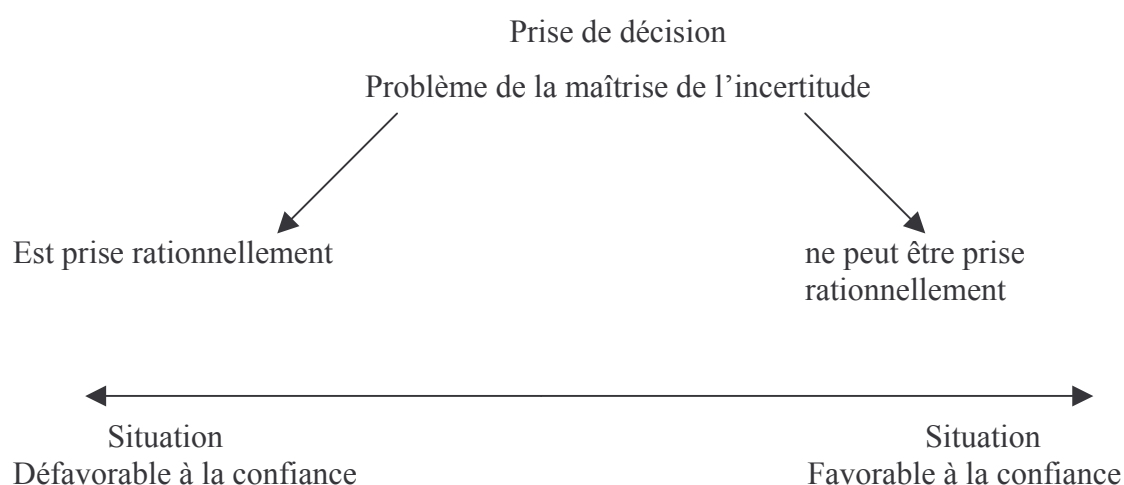 Prise de décision
Problème de la maîtrise de l’incertitude
Est prise rationnellement
ne peut être prise
rationnellement
Situation
Défavorable à la confiance
Situation
Favorable à la confiance